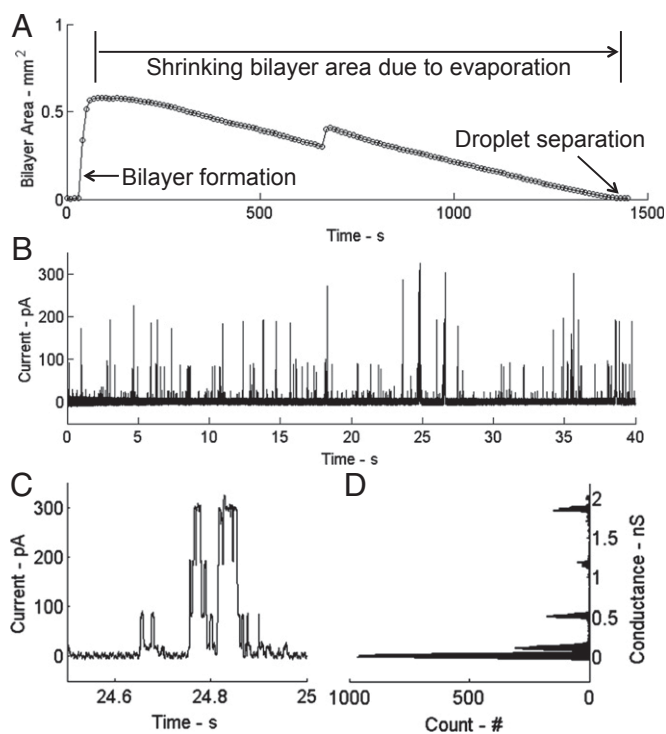 A
Bilayer Area - mm²
1
0.5
0
Shrinking bilayer area due to evaporation
Droplet separation
Bilayer formation
0 500 1000 1500
Time - s
B
Current - pA
300
200
100
0
0 5 10 15 20 25 30 35 40
Time - s
C
Current - pA
300
200
100
0
24.6 24.8 25
Time - s
D
2
1.5
1
0.5
0
Conductance - nS
1000 500 0
Count - #